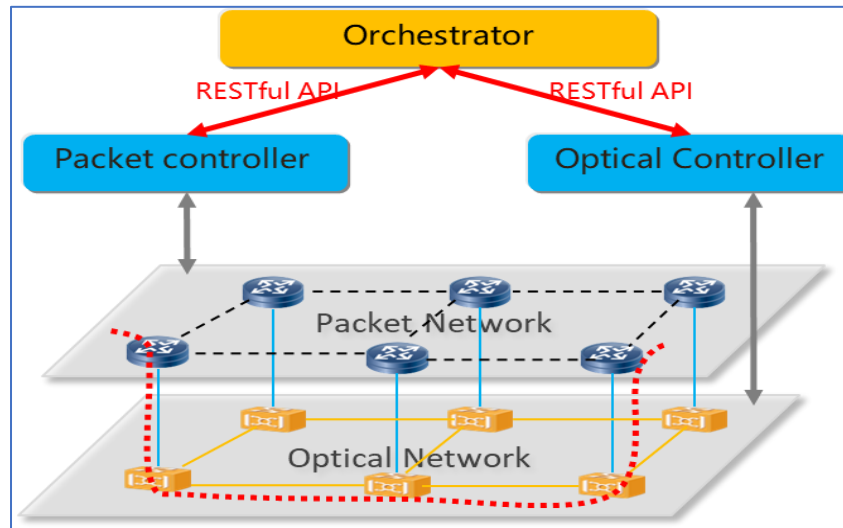 Orchestrator
RESTful API
RESTful API
Packet controller
Optical Controller
Packet Network
Optical Network